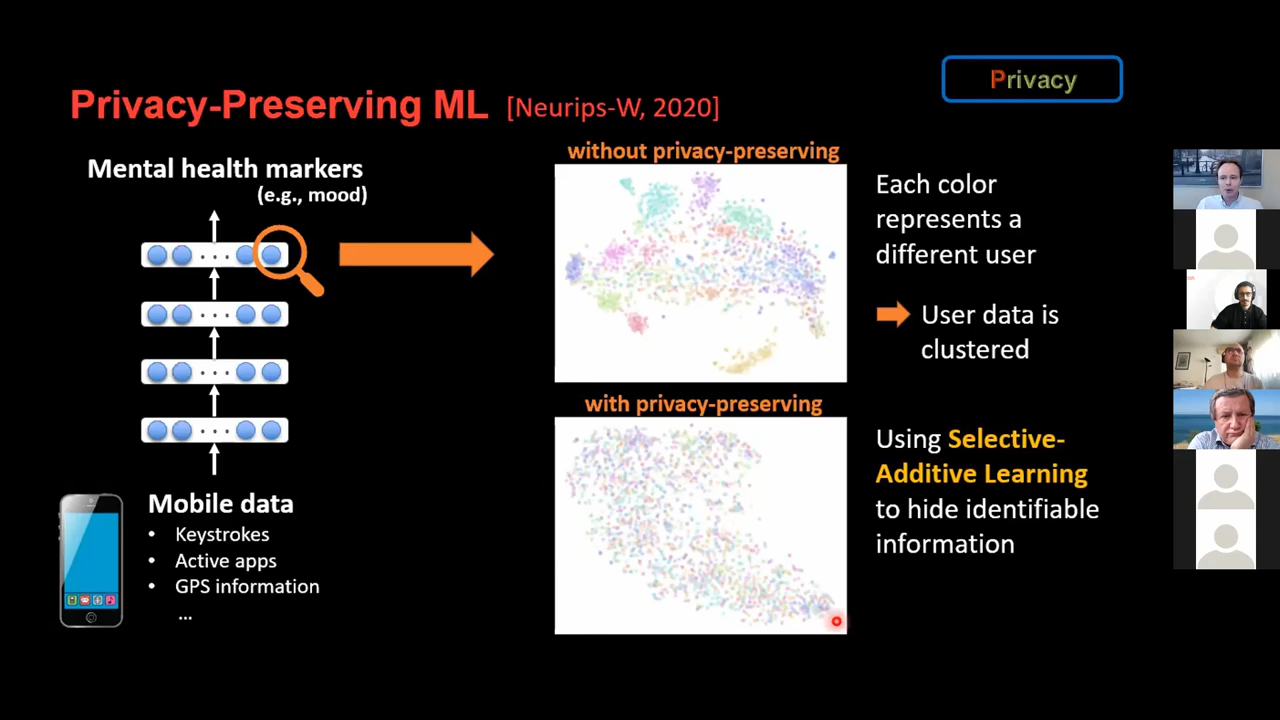 Privacy
Privacy-Preserving ML [Neurips-W, 2020]
Mental health markers
(e.g., mood)
Mobile data
• Keystrokes
• Active apps
• GPS information
...
without privacy-preserving
Each color
represents a
different user
User data is
clustered
with privacy-preserving
Using Selective-
Additive Learning
to hide identifiable
information